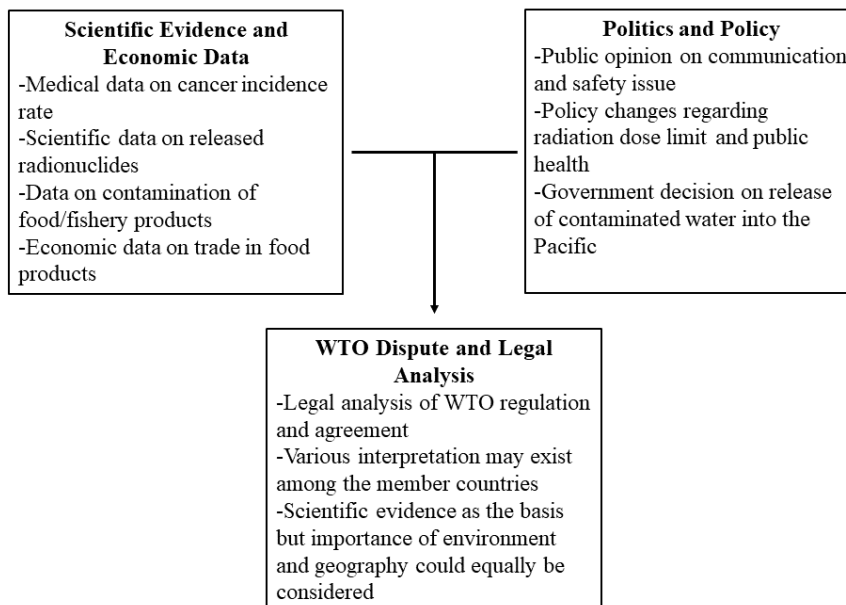 Scientific Evidence and
Economic Data
-Medical data on cancer incidence
rate
-Scientific data on released
radionuclides
-Data on contamination of
food/fishery products
-Economic data on trade in food
products
Politics and Policy
-Public opinion on communication
and safety issue
-Policy changes regarding
radiation dose limit and public
health
-Government decision on release
of contaminated water into the
Pacific
WTO Dispute and Legal
Analysis
-Legal analysis of WTO regulation
and agreement
-Various interpretation may exist
among the member countries
-Scientific evidence as the basis
but importance of environment
and geography could equally be
considered